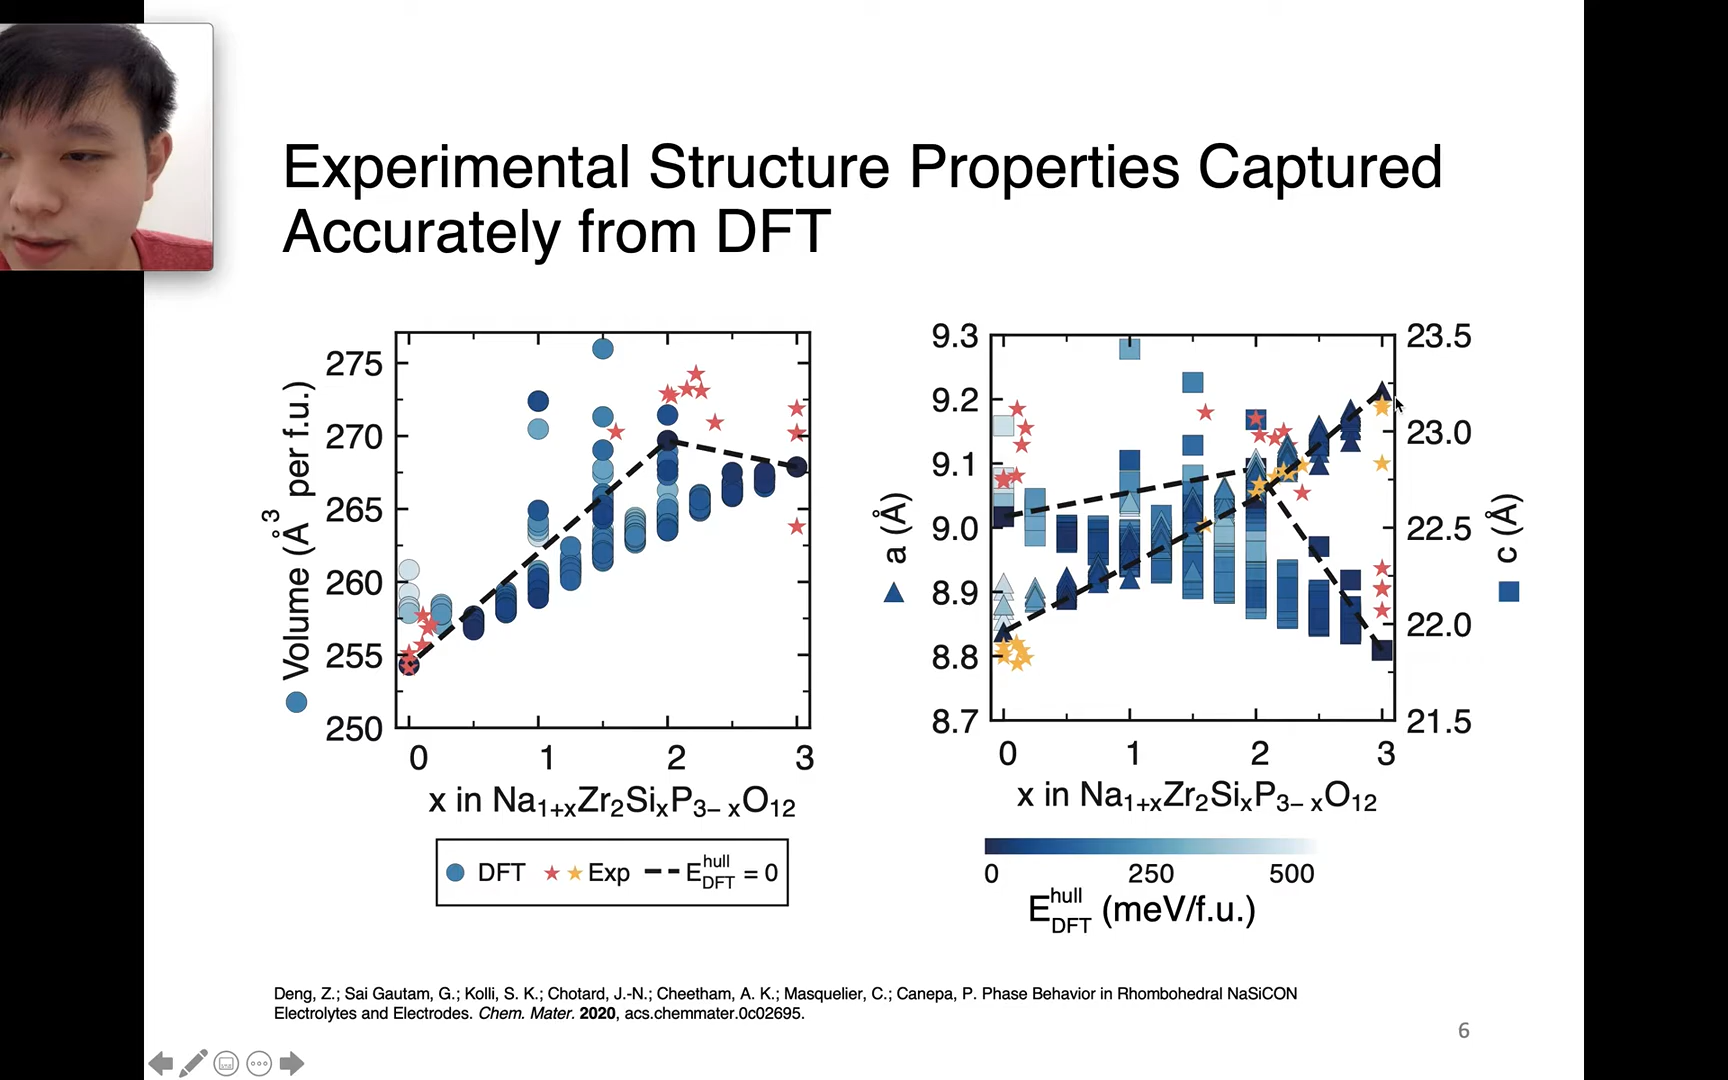 Experimental Structure Properties Captured
Accurately from DFT
275
270
265
260
255
250
Volume (Å³ per f.u.)
0 1 2 3
x in Na₁₊ₓZr₂SiₓP₃₋ₓO₁₂
DFT Exp E hull DFT = 0
9.3
9.2
9.1
9.0
8.9
8.8
8.7
a (Å)
23.5
23.0
22.5
22.0
21.5
c (Å)
0 1 2 3
x in Na₁₊ₓZr₂SiₓP₃₋ₓO₁₂
0 250 500
E hull DFT (meV/f.u.)
Deng, Z.; Sai Gautam, G.; Kolli, S. K.; Chotard, J.-N.; Cheetham, A. K.; Masquelier, C.; Canepa, P. Phase Behavior in Rhombohedral NaSiCON
Electrolytes and Electrodes. Chem. Mater. 2020, acs.chemmater.0c02695.
6